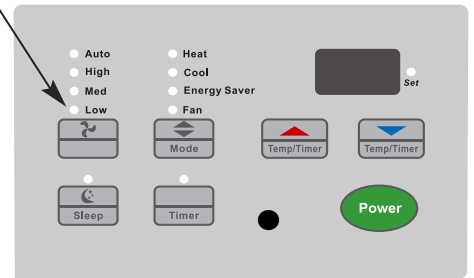 Auto
High
Med
Low
Heat
Cool
Energy Saver
Fan
Set
Mode
Temp/Timer
Temp/Timer
Sleep
Timer
Power